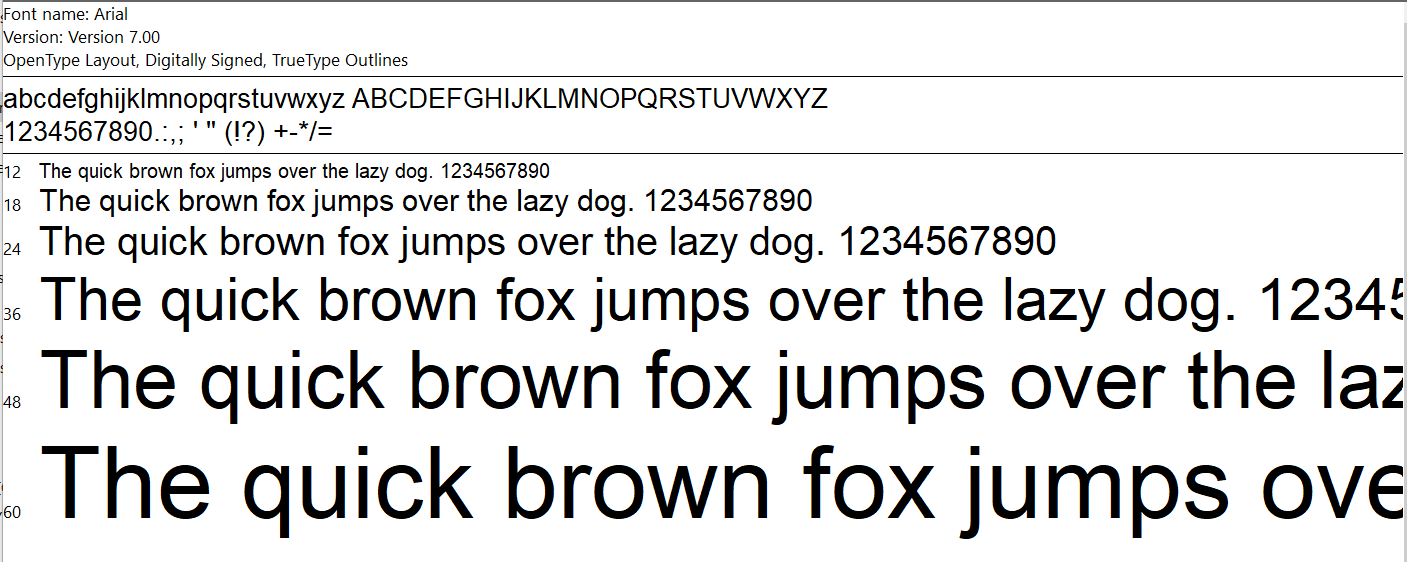 Font name: Arial
Version: Version 7.00
OpenType Layout, Digitally Signed, TrueType Outlines
abcdefghijklmnopqrstuvwxyz ABCDEFGHIJKLMNOPQRSTUVWXYZ
1234567890.:,; ' " (!?) +-*/=
12 The quick brown fox jumps over the lazy dog. 1234567890
18 The quick brown fox jumps over the lazy dog. 1234567890
24 The quick brown fox jumps over the lazy dog. 1234567890
36 The quick brown fox jumps over the lazy dog. 12345
48 The quick brown fox jumps over the laz
60 The quick brown fox jumps ove